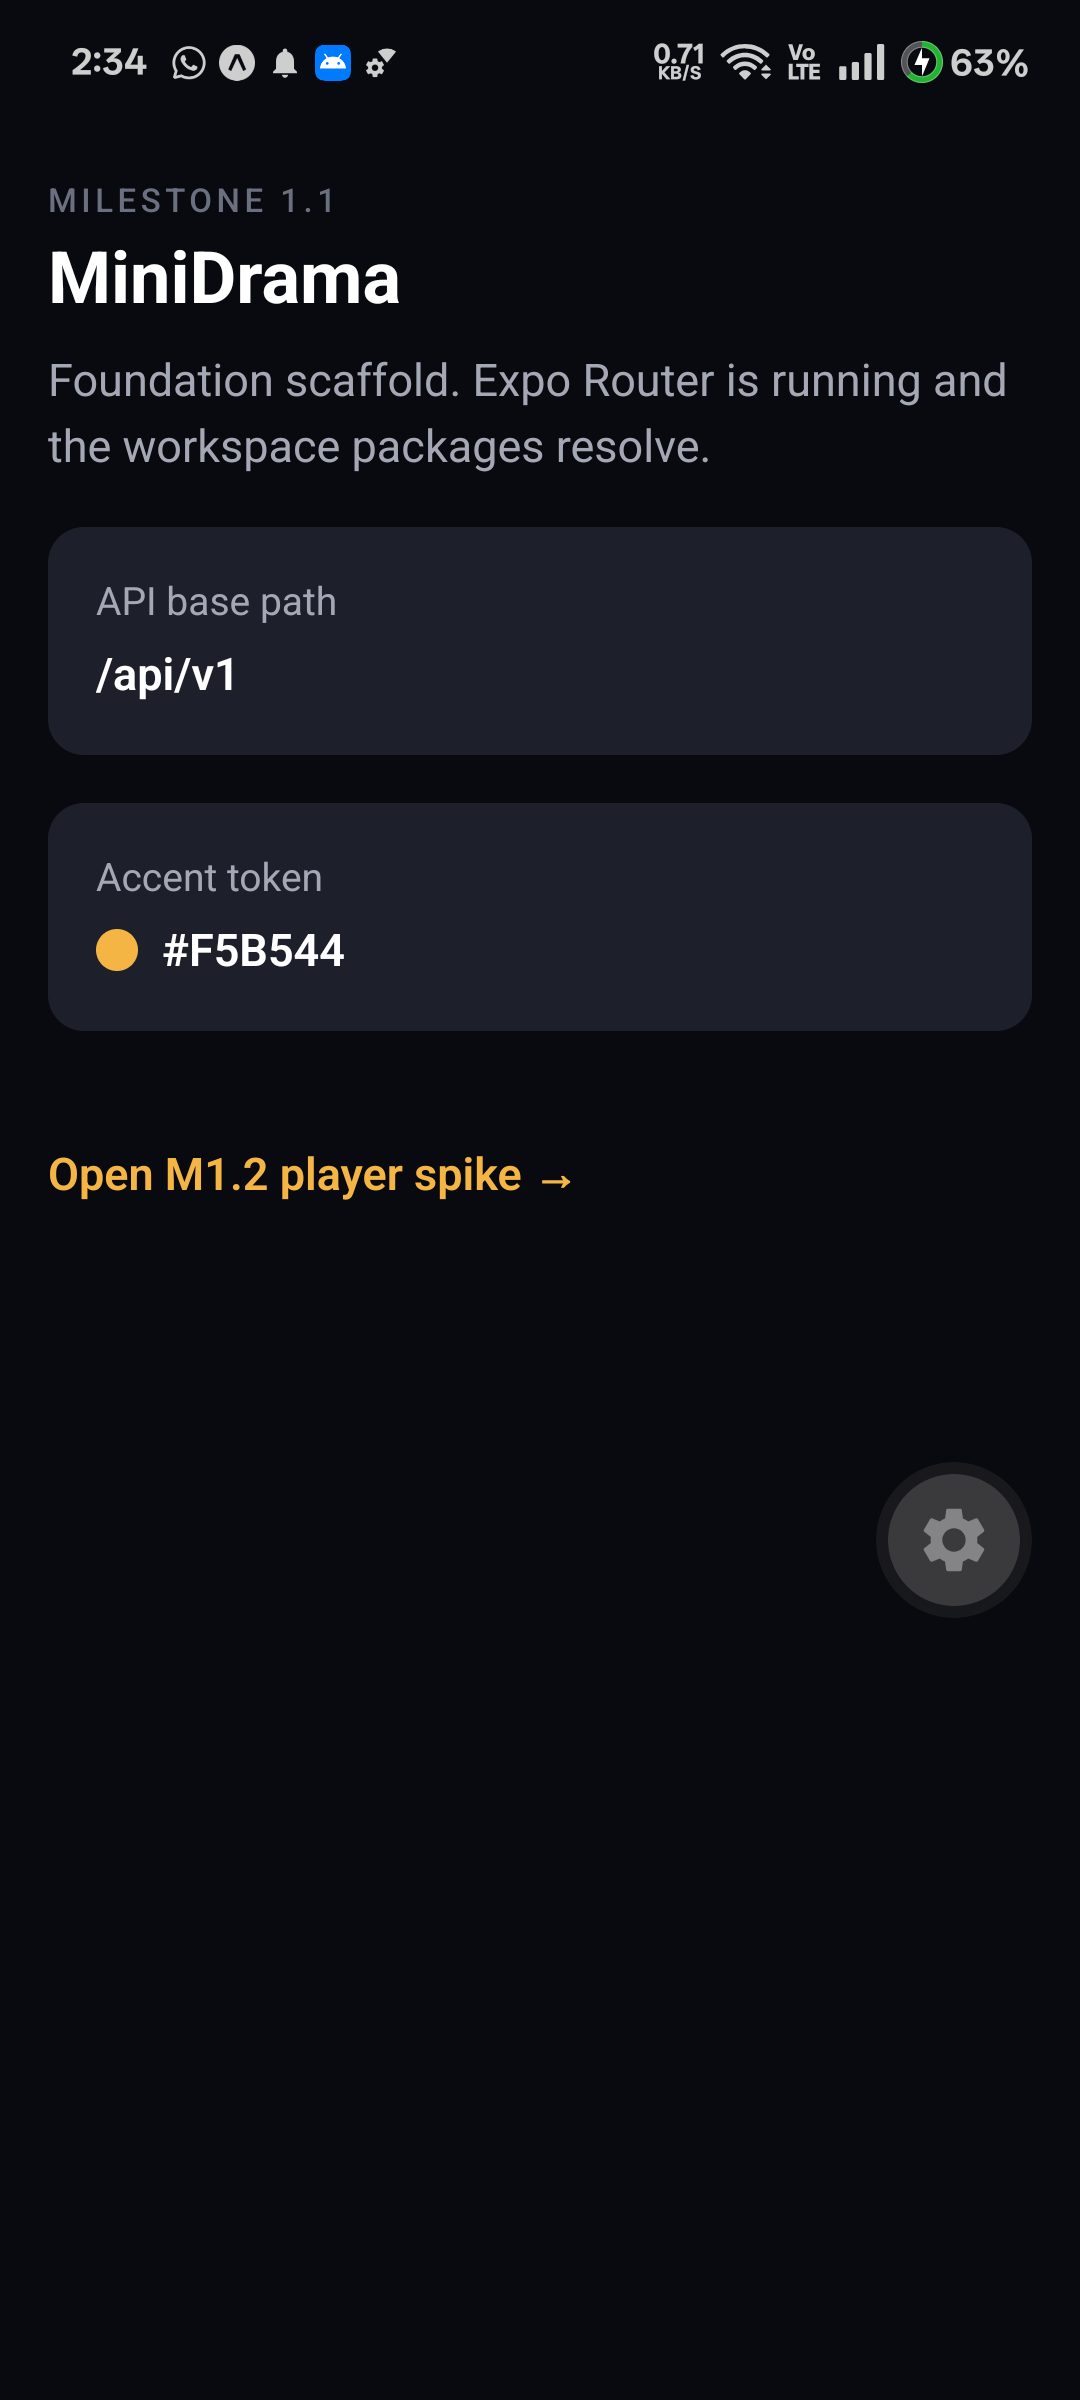 2:34
0.71 KB/S
Vo LTE
63%
MILESTONE 1.1
MiniDrama
Foundation scaffold. Expo Router is running and
the workspace packages resolve.
API base path
/api/v1
Accent token
#F5B544
Open M1.2 player spike →